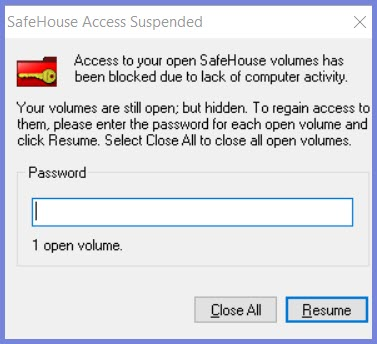 SafeHouse Access Suspended
Access to your open SafeHouse volumes has
been blocked due to lack of computer activity.
Your volumes are still open; but hidden. To regain access to
them, please enter the password for each open volume and
click Resume. Select Close All to close all open volumes.
Password
1 open volume.
Close All
Resume